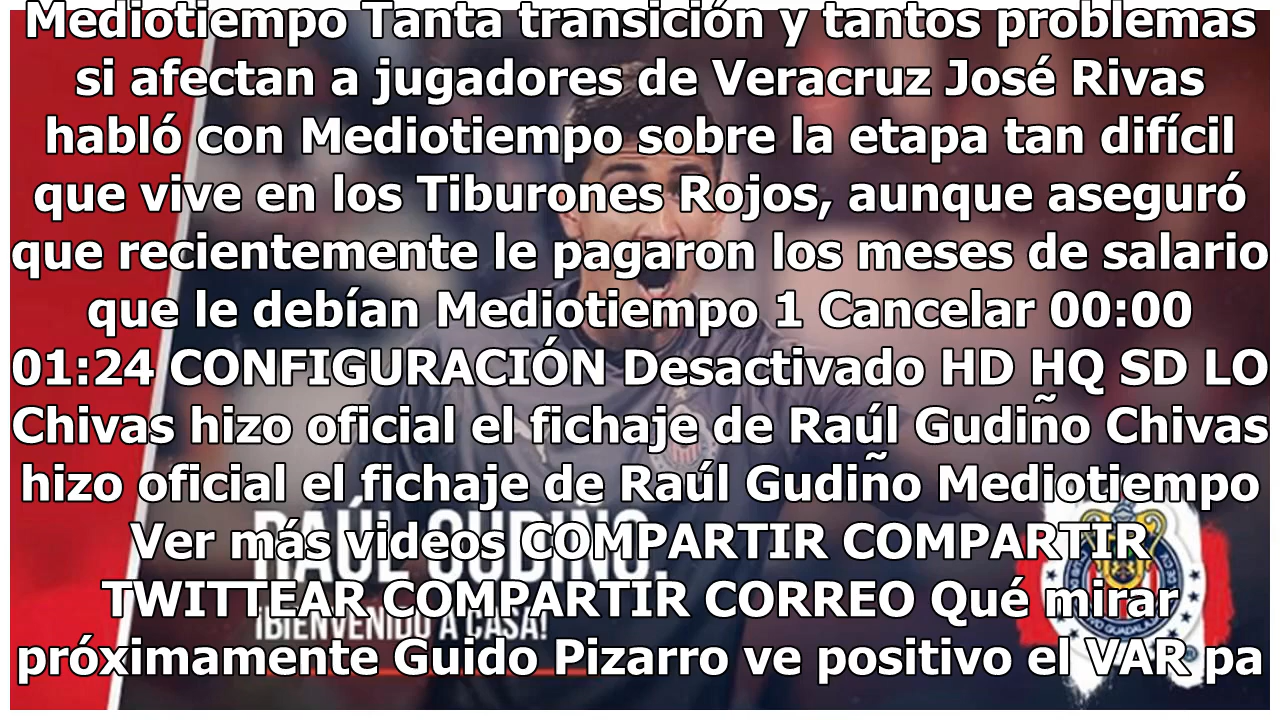 Mediotiempo Tanta transición y tantos problemas
si afectan a jugadores de Veracruz José Rivas
habló con Mediotiempo sobre la etapa tan difícil
que vive en los Tiburones Rojos, aunque aseguró
que recientemente le pagaron los meses de salario
que le debían Mediotiempo 1 Cancelar 00:00
01:24 CONFIGURACIÓN Desactivado HD HQ SD LO
Chivas hizo oficial el fichaje de Raúl Gudiño Chivas
hizo oficial el fichaje de Raúl Gudiño Mediotiempo
Ver más videos COMPARTIR COMPARTIR
RAÚL GUDIÑO.
TWITTEAR COMPARTIR CORREO Qué mirar
¡BIENVENIDO A CASA!
próximamente Guido Pizarro ve positivo el VAR pa